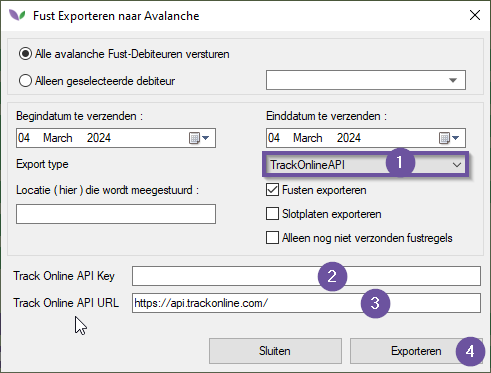 Fust Exporteren naar Avalanche
Alle avalanche Fust-Debiteuren versturen
Alleen geselecteerde debiteur
Begindatum te verzenden : Einddatum te verzenden :
04 March 2024 04 March 2024
Export type TrackOnlineAPI 1
Locatie ( hier ) die wordt meegestuurd : Fusten exporteren
Slotplaten exporteren
Alleen nog niet verzonden fustregels
Track Online API Key 2
Track Online API URL https://api.trackonline.com/ 3
Sluiten Exporteren 4